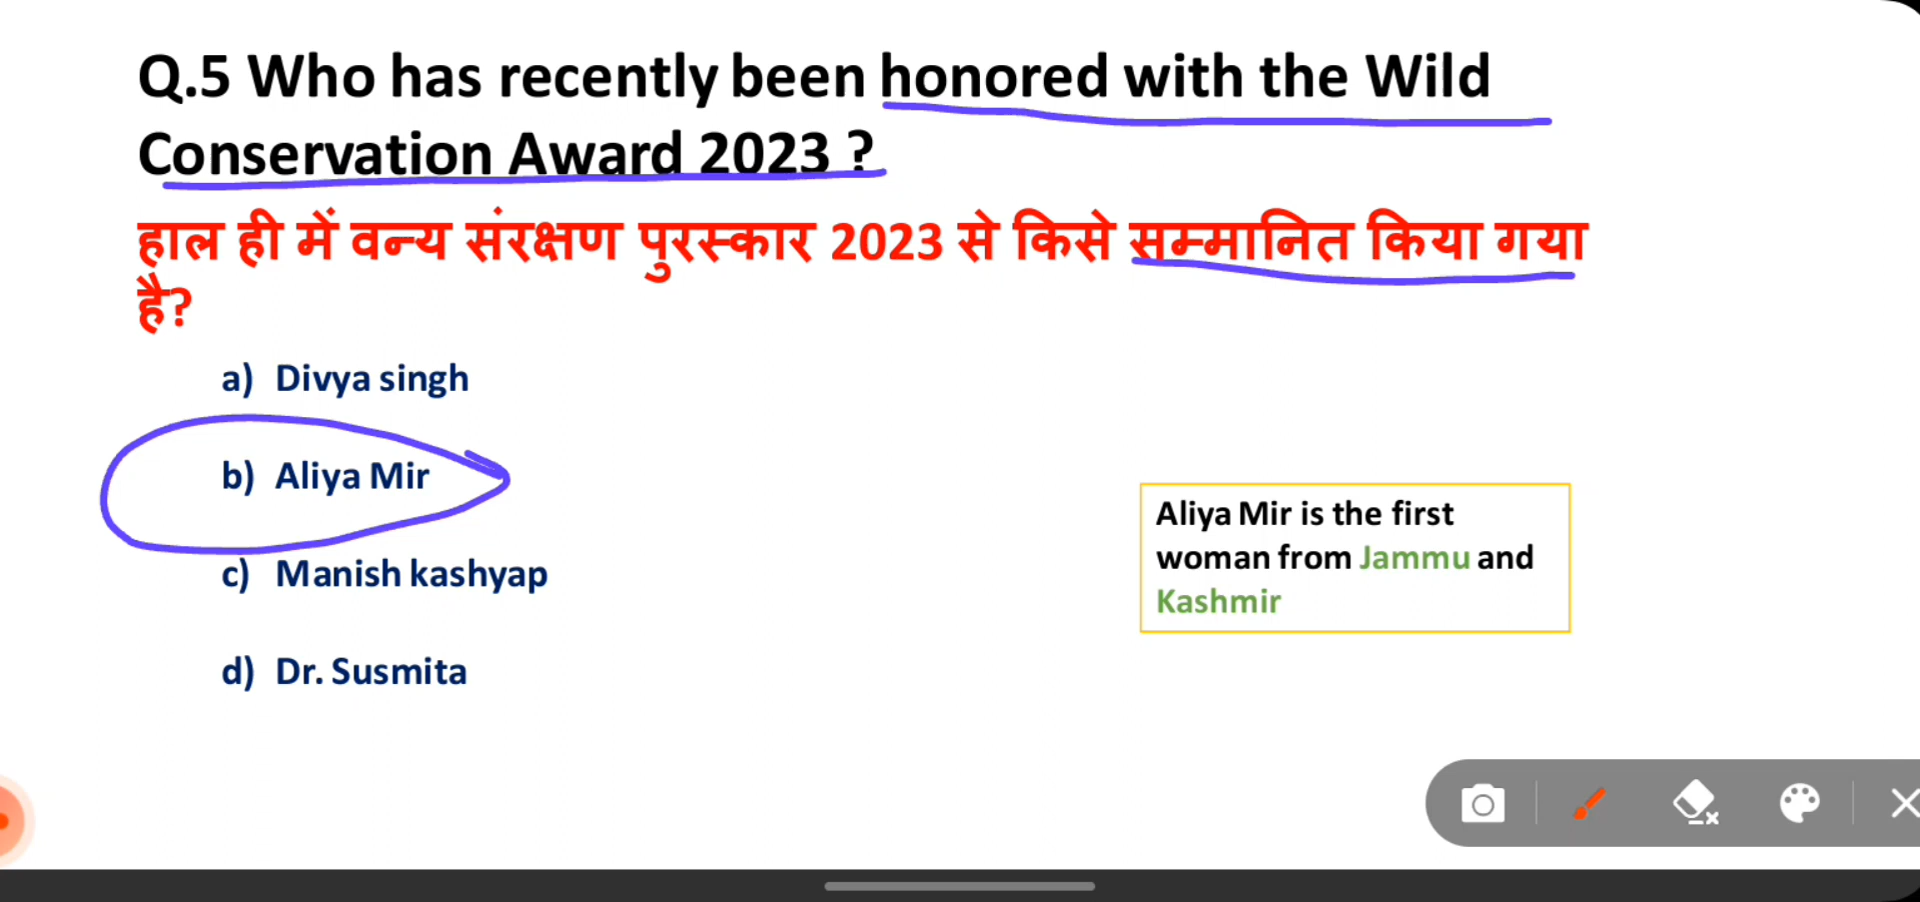 Q.5 Who has recently been honored with the Wild
Conservation Award 2023 ?
हाल ही में वन्य संरक्षण पुरस्कार 2023 से किसे सम्मानित किया गया
है?
a) Divya singh
b) Aliya Mir
c) Manish kashyap
d) Dr. Susmita
Aliya Mir is the first
woman from Jammu and
Kashmir